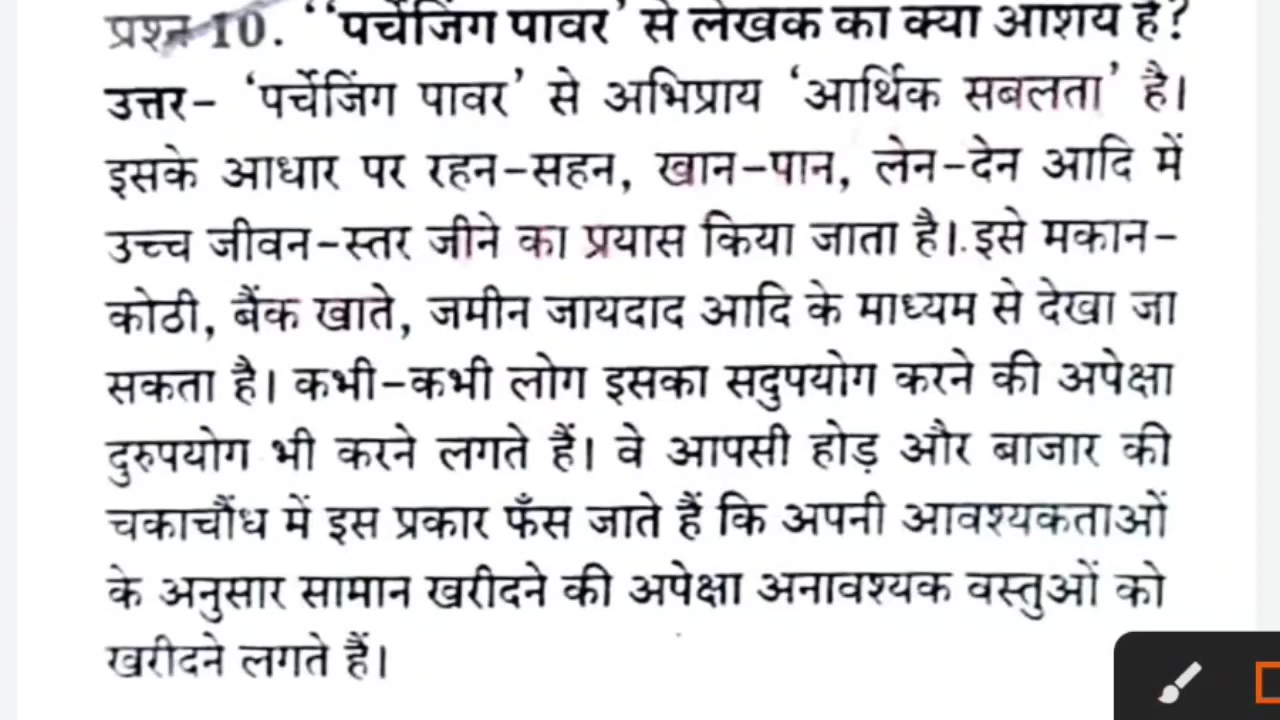 प्रश्न 10. ‘‘पर्चेजिंग पावर’ से लेखक का क्या आशय है?
उत्तर- ‘पर्चेजिंग पावर’ से अभिप्राय ‘आर्थिक सबलता’ है।
इसके आधार पर रहन-सहन, खान-पान, लेन-देन आदि में
उच्च जीवन-स्तर जीने का प्रयास किया जाता है। इसे मकान-
कोठी, बैंक खाते, जमीन जायदाद आदि के माध्यम से देखा जा
सकता है। कभी-कभी लोग इसका सदुपयोग करने की अपेक्षा
दुरुपयोग भी करने लगते हैं। वे आपसी होड़ और बाजार की
चकाचौंध में इस प्रकार फँस जाते हैं कि अपनी आवश्यकताओं
के अनुसार सामान खरीदने की अपेक्षा अनावश्यक वस्तुओं को
खरीदने लगते हैं।